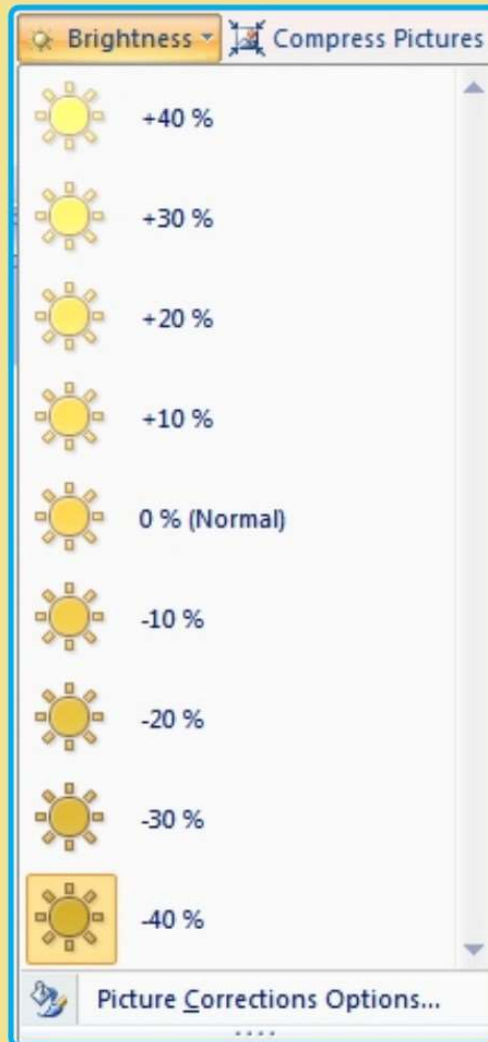 Brightness Compress Pictures
+40 %
+30 %
+20 %
+10 %
0 % (Normal)
-10 %
-20 %
-30 %
-40 %
Picture Corrections Options...